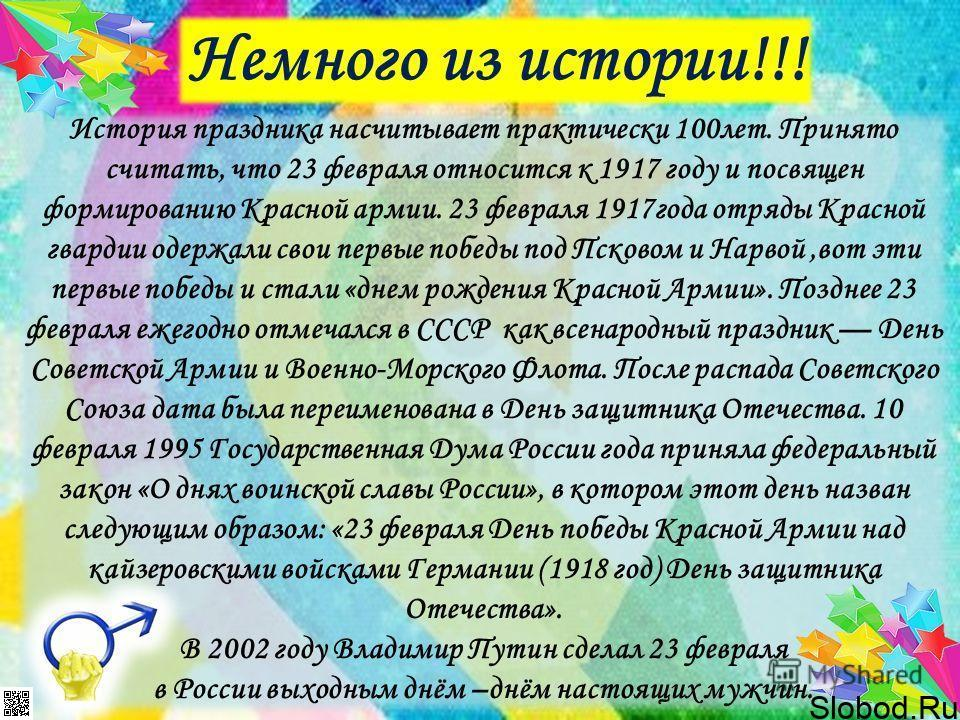 Немного из истории!!!
История праздника насчитывает практически 100лет. Принято
считать, что 23 февраля относится к 1917 году и посвящен
формированию Красной армии. 23 февраля 1917года отряды Красной
гвардии одержали свои первые победы под Псковом и Нарвой ,вот эти
первые победы и стали «днем рождения Красной Армии». Позднее 23
февраля ежегодно отмечался в СССР как всенародный праздник — День
Советской Армии и Военно-Морского Флота. После распада Советского
Союза дата была переименована в День защитника Отечества. 10
февраля 1995 Государственная Дума России года приняла федеральный
закон «О днях воинской славы России», в котором этот день назван
следующим образом: «23 февраля День победы Красной Армии над
кайзеровскими войсками Германии (1918 год) День защитника
Отечества».
В 2002 году Владимир Путин сделал 23 февраля
в России выходным днём –днём настоящих мужчин.
MyShared
Slobod.Ru